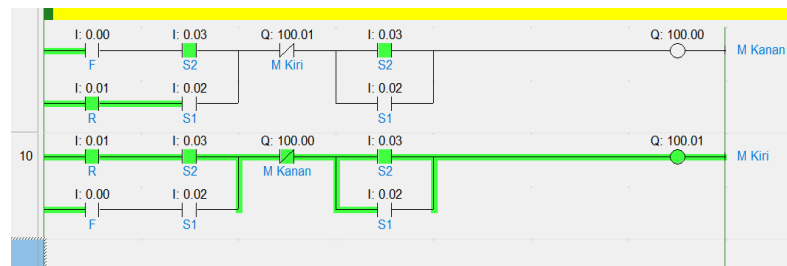 I: 0.00 I: 0.03 Q: 100.01 I: 0.03 Q: 100.00
F S2 M Kiri S2 M Kanan
I: 0.01 I: 0.02 I: 0.02
R S1 S1
10 I: 0.01 I: 0.03 Q: 100.00 I: 0.03 Q: 100.01
R S2 M Kanan S2 M Kiri
I: 0.00 I: 0.02 I: 0.02
F S1 S1